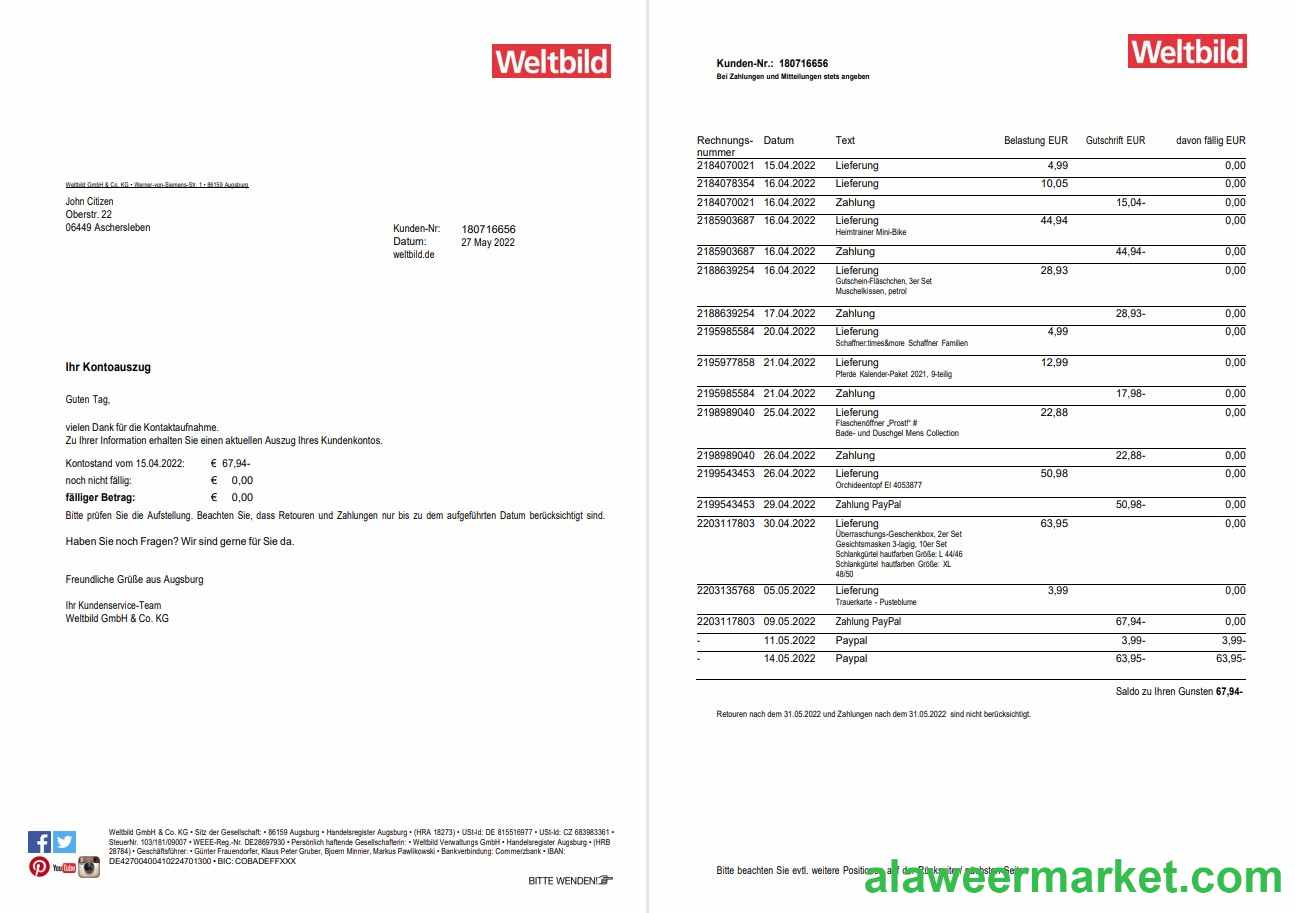 Weltbild
Weltbild GmbH & Co. KG • Werner-von-Siemens-Str. 1 • 86159 Augsburg
John Citizen
Oberstr. 22
06449 Aschersleben
Kunden-Nr: 180716656
Datum: 27 May 2022
weltbild.de
Ihr Kontoauszug
Guten Tag,
vielen Dank für die Kontaktaufnahme.
Zu Ihrer Information erhalten Sie einen aktuellen Auszug Ihres Kundenkontos.
Kontostand vom 15.04.2022: € 67,94-
noch nicht fällig: € 0,00
fälliger Betrag: € 0,00
Bitte prüfen Sie die Aufstellung. Beachten Sie, dass Retouren und Zahlungen nur bis zu dem aufgeführten Datum berücksichtigt sind.
Haben Sie noch Fragen? Wir sind gerne für Sie da.
Freundliche Grüße aus Augsburg
Ihr Kundenservice-Team
Weltbild GmbH & Co. KG
YouTube
Weltbild GmbH & Co. KG • Sitz der Gesellschaft: • 86159 Augsburg • Handelsregister Augsburg • (HRA 18273) • USt-Id: DE 815516977 • USt-Id: CZ 683983361 •
SteuerNr. 103/181/09007 • WEEE-Reg.-Nr. DE28697930 • Persönlich haftende Gesellschafterin: • Weltbild Verwaltungs GmbH • Handelsregister Augsburg • (HRB
28784) • Geschäftsführer: • Günter Frauendorfer, Klaus Peter Gruber, Bjoern Minnier, Markus Pawlikowski • Bankverbindung: Commerzbank • IBAN:
DE42700400410224701300 • BIC: COBADEFFXXX
BITTE WENDEN!
Weltbild
Kunden-Nr.: 180716656
Bei Zahlungen und Mitteilungen stets angeben
Rechnungs- Datum Text Belastung EUR Gutschrift EUR davon fällig EUR
nummer
2184070021 15.04.2022 Lieferung 4,99 0,00
2184078354 16.04.2022 Lieferung 10,05 0,00
2184070021 16.04.2022 Zahlung 15,04- 0,00
2185903687 16.04.2022 Lieferung 44,94 0,00
Heimtrainer Mini-Bike
2185903687 16.04.2022 Zahlung 44,94- 0,00
2188639254 16.04.2022 Lieferung 28,93 0,00
Gutschein-Fläschchen, 3er Set
Muschelkissen, petrol
2188639254 17.04.2022 Zahlung 28,93- 0,00
2195985584 20.04.2022 Lieferung 4,99 0,00
Schaffner:times&more Schaffner Familien
2195977858 21.04.2022 Lieferung 12,99 0,00
Pferde Kalender-Paket 2021, 9-teilig
2195985584 21.04.2022 Zahlung 17,98- 0,00
2198989040 25.04.2022 Lieferung 22,88 0,00
Flaschenöffner „Prost!“ #
Bade- und Duschgel Mens Collection
2198989040 26.04.2022 Zahlung 22,88- 0,00
2199543453 26.04.2022 Lieferung 50,98 0,00
Orchideentopf EI 4053877
2199543453 29.04.2022 Zahlung PayPal 50,98- 0,00
2203117803 30.04.2022 Lieferung 63,95 0,00
Überraschungs-Geschenkbox, 2er Set
Gesichtsmasken 3-lagig, 10er Set
Schlankgürtel hautfarben Größe: L 44/46
Schlankgürtel hautfarben Größe: XL
48/50
2203135768 05.05.2022 Lieferung 3,99 0,00
Trauerkarte - Pusteblume
2203117803 09.05.2022 Zahlung PayPal 67,94- 0,00
- 11.05.2022 Paypal 3,99- 3,99-
- 14.05.2022 Paypal 63,95- 63,95-
Saldo zu Ihren Gunsten 67,94-
Retouren nach dem 31.05.2022 und Zahlungen nach dem 31.05.2022 sind nicht berücksichtigt.
Bitte beachten Sie evtl. weitere Positionen auf der Rückseite/ nächsten Seite.
alaweermarket.com